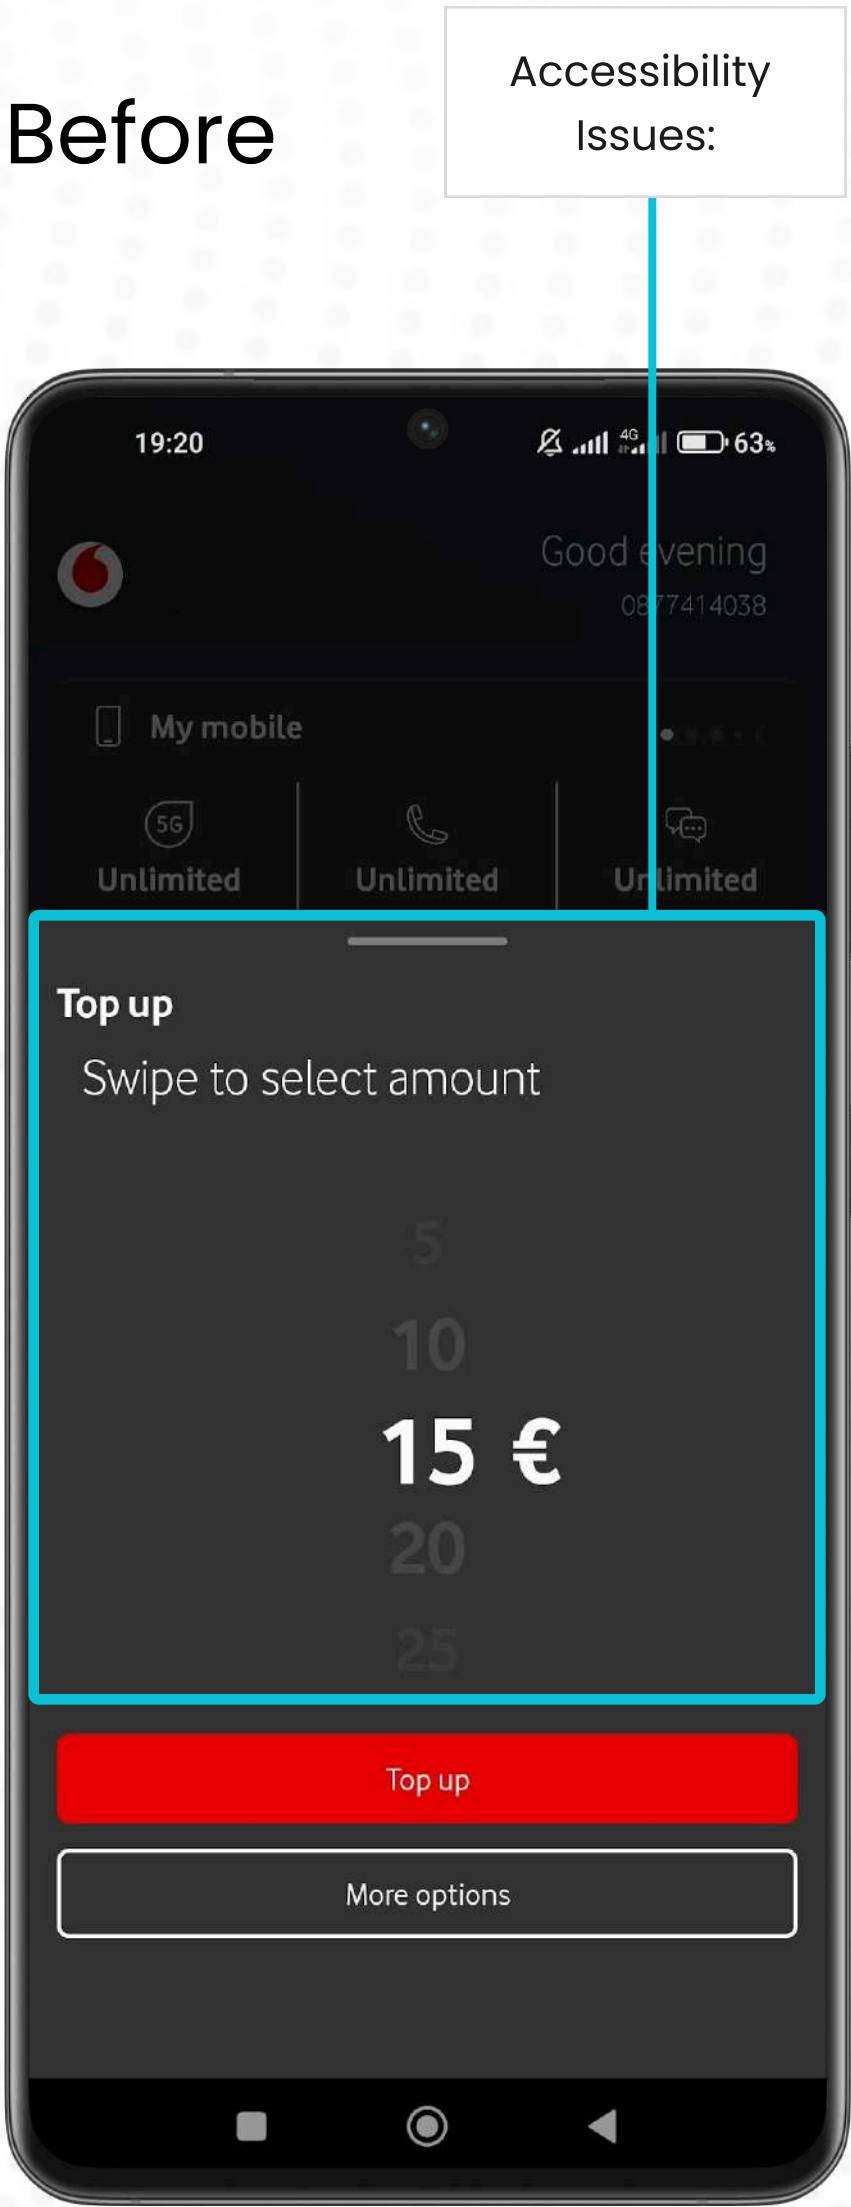 Before
Accessibility
Issues:
19:20
4G
63%
Good evening
0877414038
My mobile
5G
Unlimited
Unlimited
Unlimited
Top up
Swipe to select amount
5
10
15 €
20
25
Top up
More options